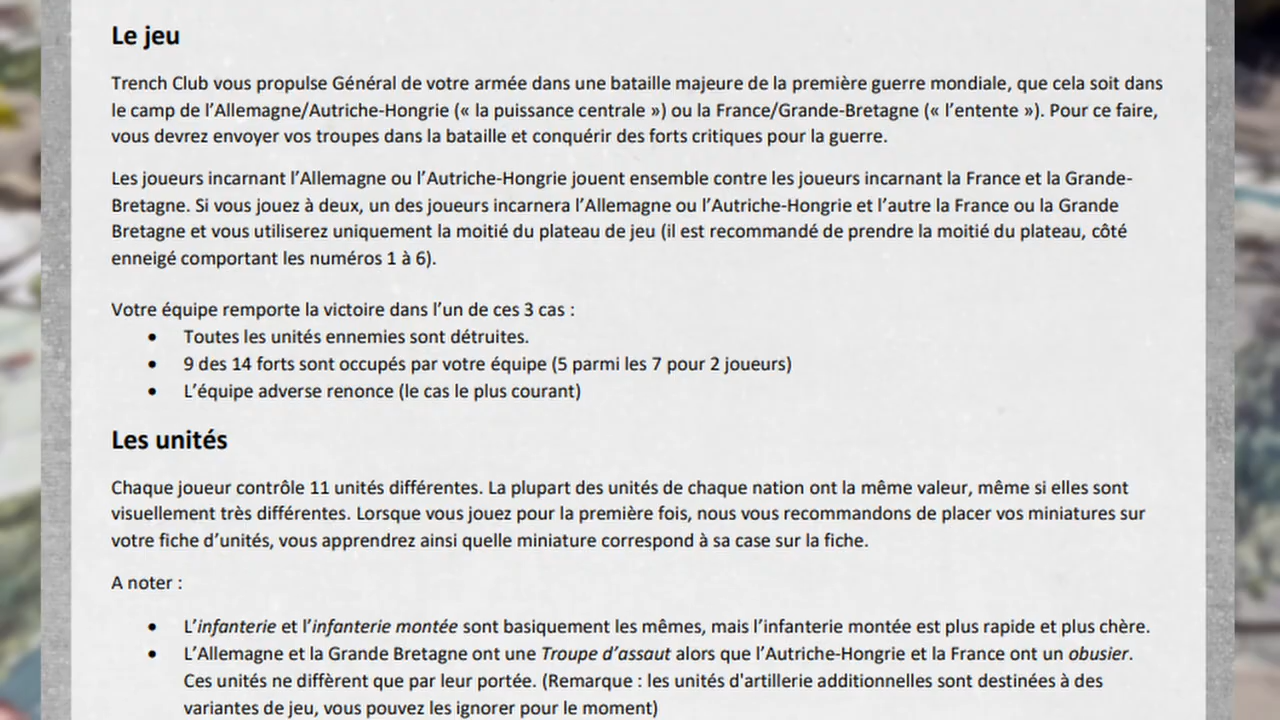 Le jeu
Trench Club vous propulse Général de votre armée dans une bataille majeure de la première guerre mondiale, que cela soit dans
le camp de l'Allemagne/Autriche-Hongrie (« la puissance centrale ») ou la France/Grande-Bretagne (« l'entente »). Pour ce faire,
vous devrez envoyer vos troupes dans la bataille et conquérir des forts critiques pour la guerre.
Les joueurs incarnant l'Allemagne ou l'Autriche-Hongrie jouent ensemble contre les joueurs incarnant la France et la Grande-
Bretagne. Si vous jouez à deux, un des joueurs incarnera l'Allemagne ou l'Autriche-Hongrie et l'autre la France ou la Grande
Bretagne et vous utiliserez uniquement la moitié du plateau de jeu (il est recommandé de prendre la moitié du plateau, côté
enneigé comportant les numéros 1 à 6).
Votre équipe remporte la victoire dans l'un de ces 3 cas :
• Toutes les unités ennemies sont détruites.
• 9 des 14 forts sont occupés par votre équipe (5 parmi les 7 pour 2 joueurs)
• L'équipe adverse renonce (le cas le plus courant)
Les unités
Chaque joueur contrôle 11 unités différentes. La plupart des unités de chaque nation ont la même valeur, même si elles sont
visuellement très différentes. Lorsque vous jouez pour la première fois, nous vous recommandons de placer vos miniatures sur
votre fiche d'unités, vous apprendrez ainsi quelle miniature correspond à sa case sur la fiche.
A noter :
• L'infanterie et l'infanterie montée sont basiquement les mêmes, mais l'infanterie montée est plus rapide et plus chère.
• L'Allemagne et la Grande Bretagne ont une Troupe d'assaut alors que l'Autriche-Hongrie et la France ont un obusier.
Ces unités ne diffèrent que par leur portée. (Remarque : les unités d'artillerie additionnelles sont destinées à des
variantes de jeu, vous pouvez les ignorer pour le moment)